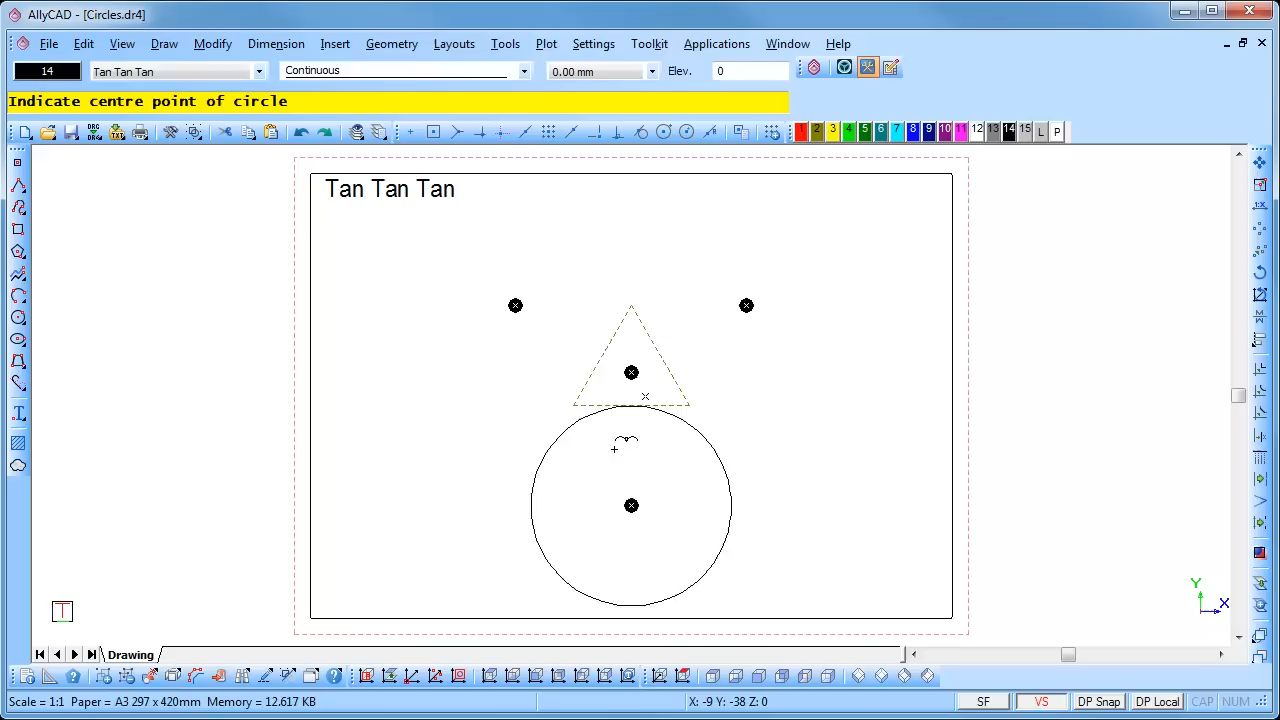 AllyCAD - [Circles.dr4]
File Edit View Draw Modify Dimension Insert Geometry Layouts Tools Plot Settings Toolkit Applications Window Help
14 Tan Tan Tan Continuous 0.00 mm Elev. 0
Indicate centre point of circle
1 2 3 4 5 6 7 8 9 10 11 12 13 14 15 L P
Tan Tan Tan
Y
X
T
Drawing
Scale = 1:1 Paper = A3 297 x 420mm Memory = 12.617 KB X: -9 Y: -38 Z: 0 SF VS DP Snap DP Local CAP NUM